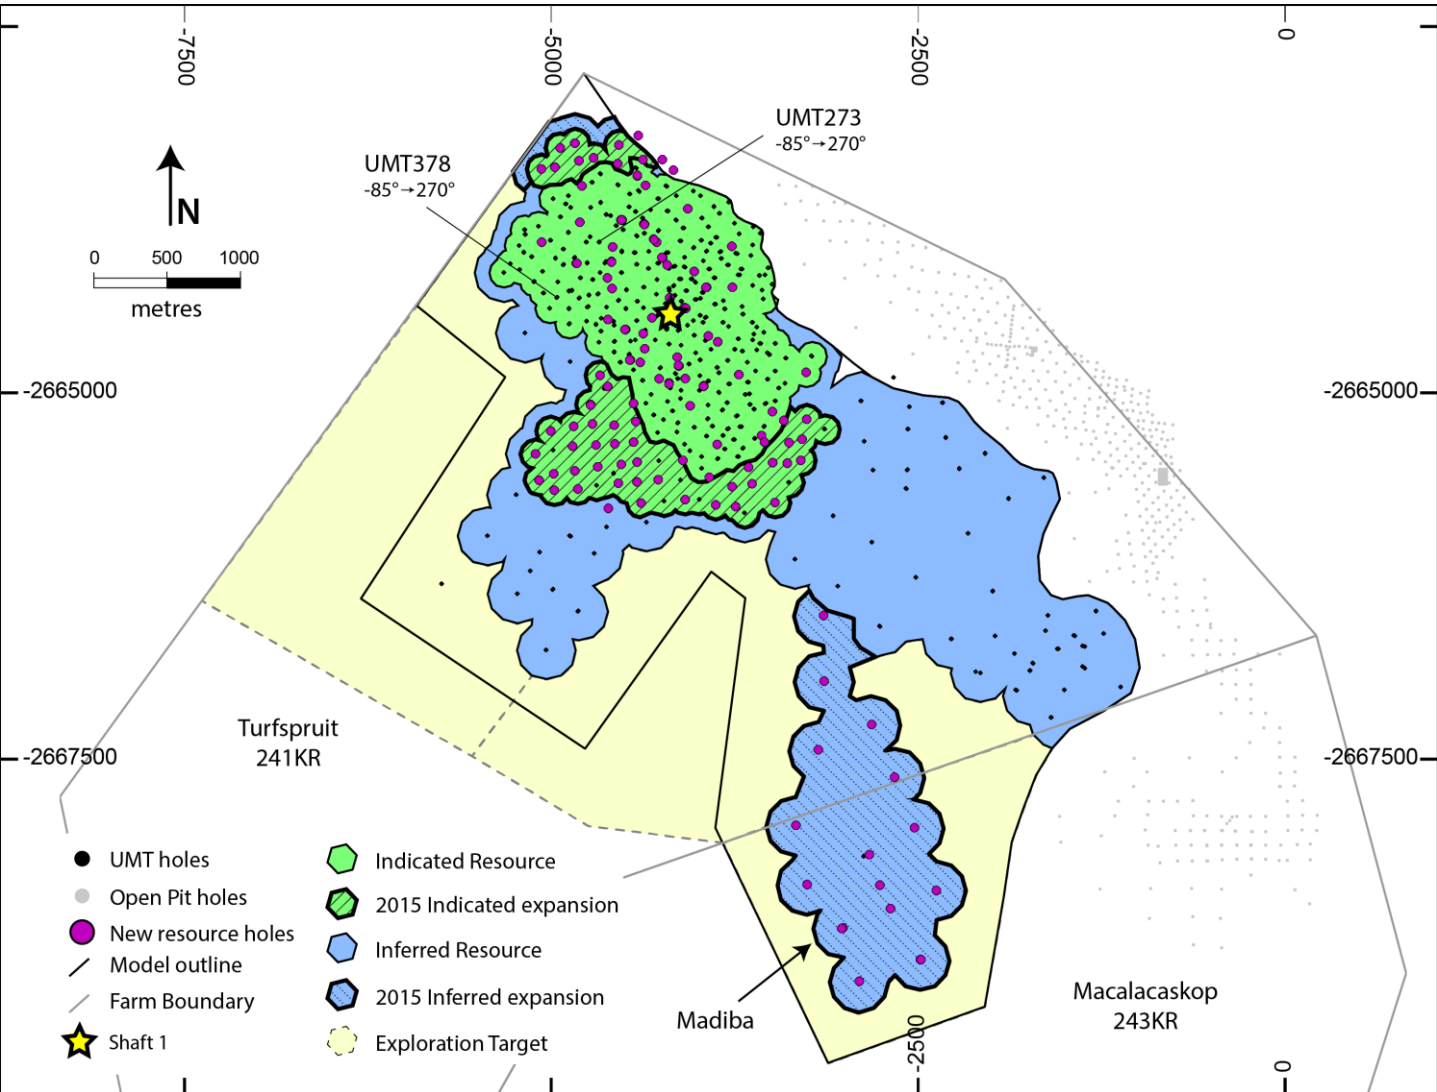 -7500
-5000
-2500
0
UMT273
-85°→270°
UMT378
-85°→270°
N
0 500 1000
metres
-2665000
-2665000
Turfspruit
241KR
-2667500
-2667500
UMT holes
Open Pit holes
New resource holes
Model outline
Farm Boundary
Shaft 1
Indicated Resource
2015 Indicated expansion
Inferred Resource
2015 Inferred expansion
Exploration Target
Madiba
Macalacaskop
243KR
-2500
0